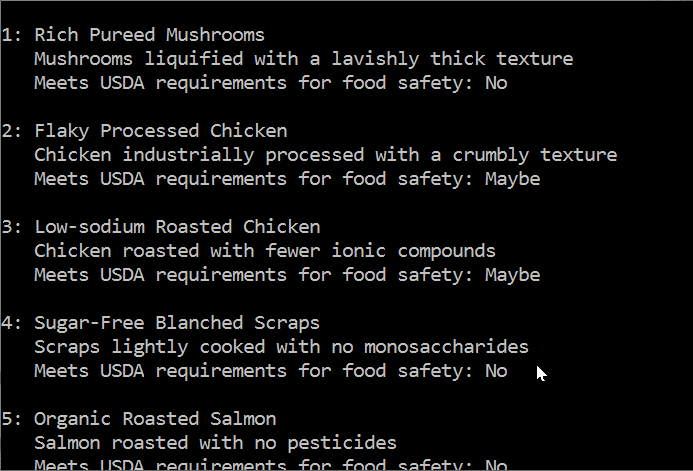 1: Rich Pureed Mushrooms
Mushrooms liquified with a lavishly thick texture
Meets USDA requirements for food safety: No
2: Flaky Processed Chicken
Chicken industrially processed with a crumbly texture
Meets USDA requirements for food safety: Maybe
3: Low-sodium Roasted Chicken
Chicken roasted with fewer ionic compounds
Meets USDA requirements for food safety: Maybe
4: Sugar-Free Blanched Scraps
Scraps lightly cooked with no monosaccharides
Meets USDA requirements for food safety: No
5: Organic Roasted Salmon
Salmon roasted with no pesticides
Meets USDA requirements for food safety: No